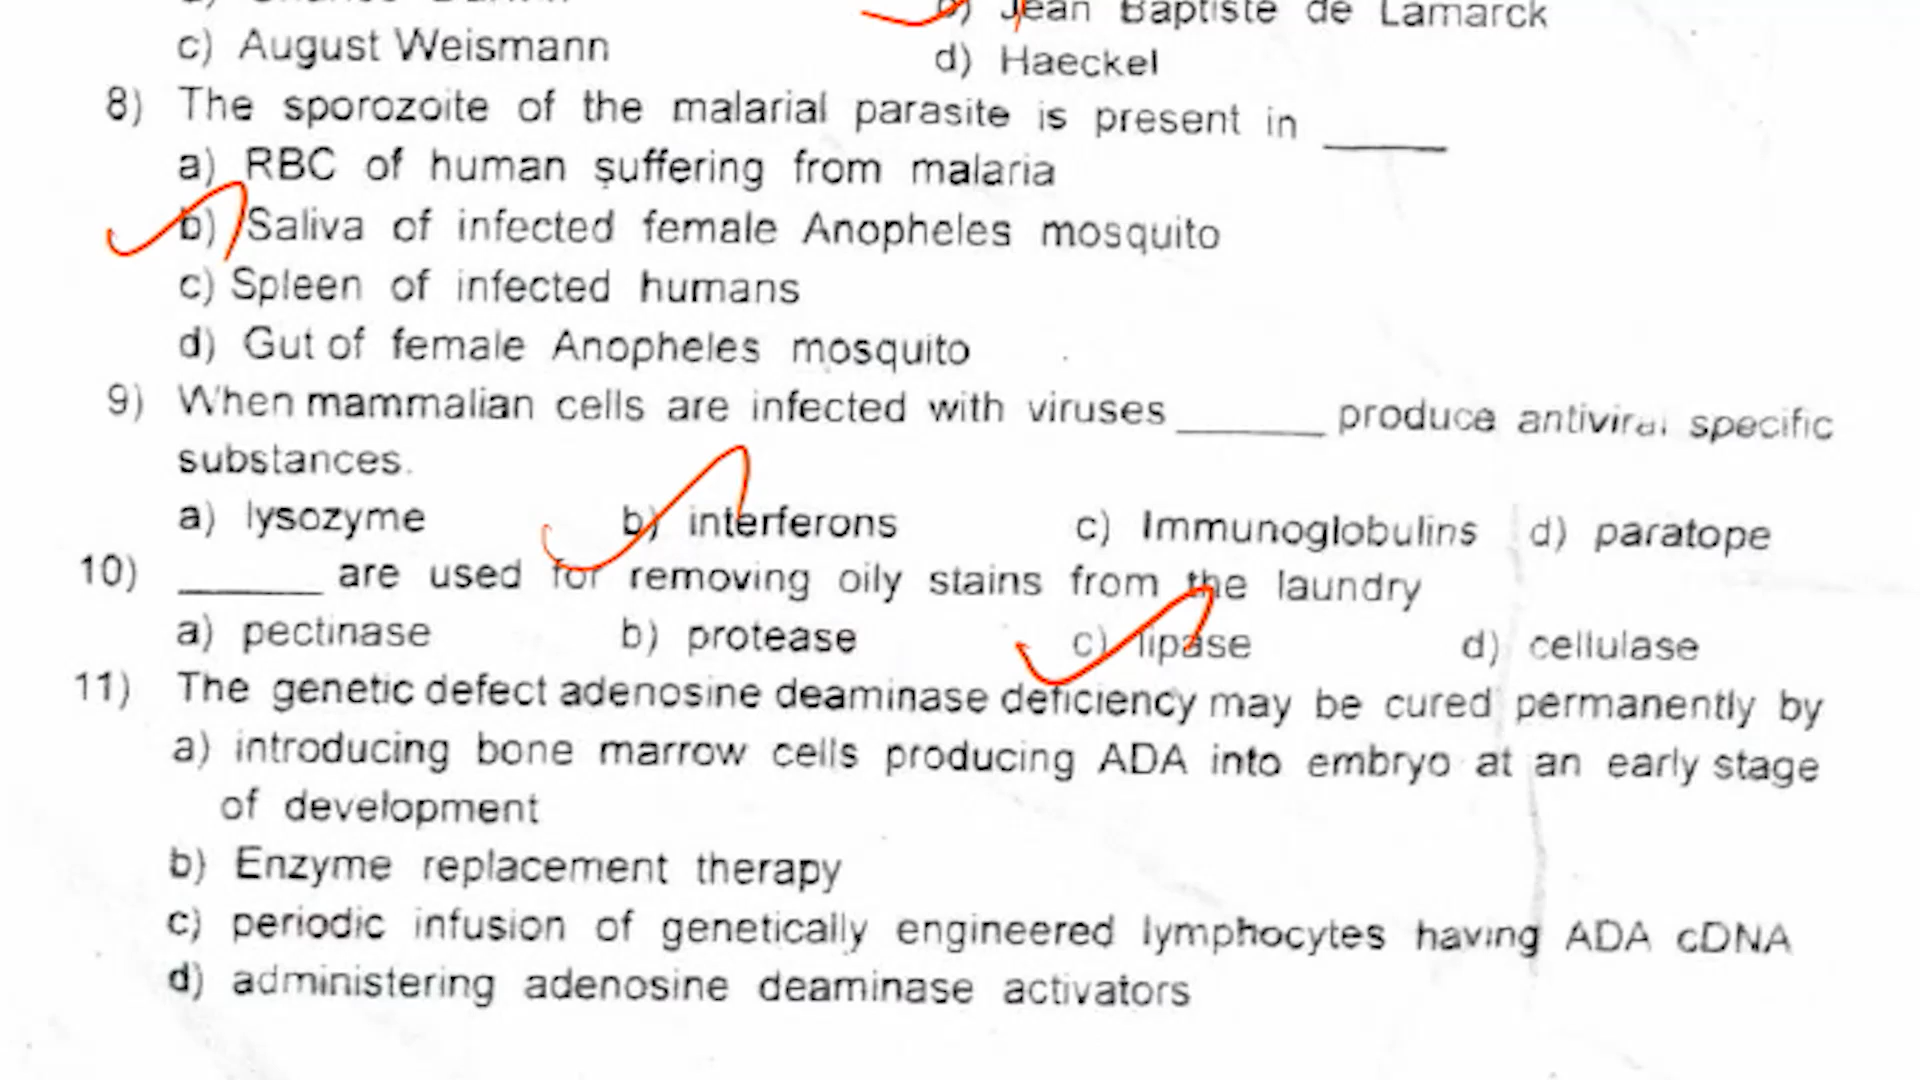 b) Jean Baptiste de Lamarck
c) August Weismann
d) Haeckel
8) The sporozoite of the malarial parasite is present in _____
a) RBC of human suffering from malaria
b) Saliva of infected female Anopheles mosquito
c) Spleen of infected humans
d) Gut of female Anopheles mosquito
9) When mammalian cells are infected with viruses _____ produce antiviral specific
substances.
a) lysozyme b) interferons c) Immunoglobulins d) paratope
10) _____ are used for removing oily stains from the laundry
a) pectinase b) protease c) lipase d) cellulase
11) The genetic defect adenosine deaminase deficiency may be cured permanently by
a) introducing bone marrow cells producing ADA into embryo at an early stage
of development
b) Enzyme replacement therapy
c) periodic infusion of genetically engineered lymphocytes having ADA cDNA
d) administering adenosine deaminase activators